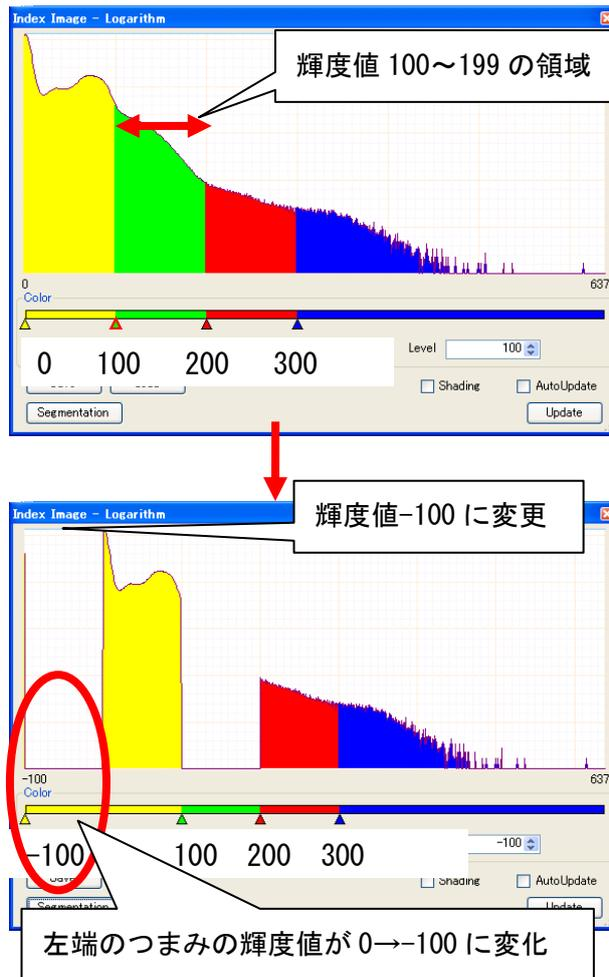 Index Image - Logarithm
輝度値 100～199 の領域
0
637
Color
0 100 200 300
Level 100
Shading
AutoUpdate
Segmentation
Update
Index Image - Logarithm
輝度値-100 に変更
-100
637
Color
-100 100 200 300
-100
Save
Shading
AutoUpdate
Segmentation
Update
左端のつまみの輝度値が 0→-100 に変化